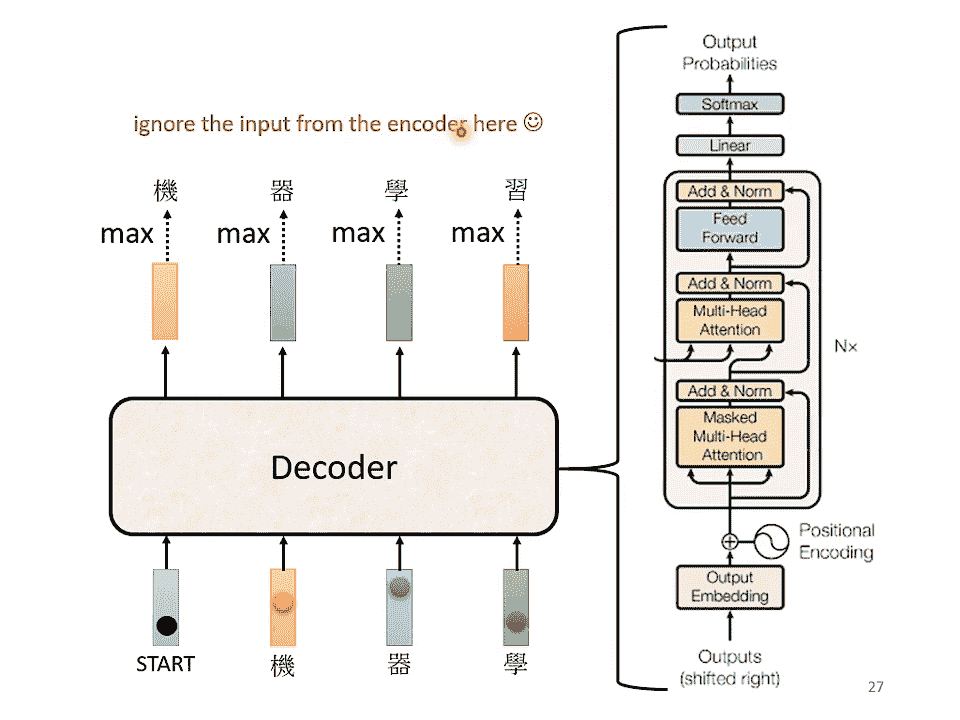 ignore the input from the encoder here ☺
機 器 學 習
max max max max
Decoder
START 機 器 學
Output
Probabilities
Softmax
Linear
Add & Norm
Feed
Forward
Add & Norm
Multi-Head
Attention
N×
Add & Norm
Masked
Multi-Head
Attention
Positional
Encoding
Output
Embedding
Outputs
(shifted right)
27